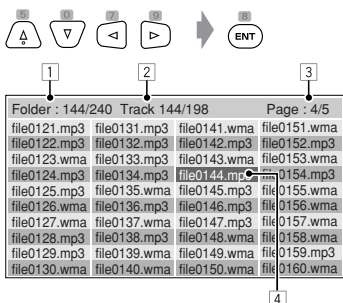 5 0 7 9 8
ENT
1 2 3
Folder : 144/240 Track 144/198 Page : 4/5
file0121.mp3 file0131.mp3 file0141.wma file0151.wma
file0122.mp3 file0132.mp3 file0142.mp3 file0152.mp3
file0123.wma file0133.mp3 file0143.wma file0153.wma
file0124.mp3 file0134.mp3 file0144.mp3 file0154.mp3
file0125.mp3 file0135.wma file0145.mp3 file0155.wma
file0126.wma file0136.mp3 file0146.mp3 file0156.wma
file0127.wma file0137.mp3 file0147.mp3 file0157.wma
file0128.mp3 file0138.mp3 file0148.wma file0158.wma
file0129.mp3 file0139.wma file0149.wma file0159.mp3
file0130.wma file0140.wma file0150.wma file0160.wma
4